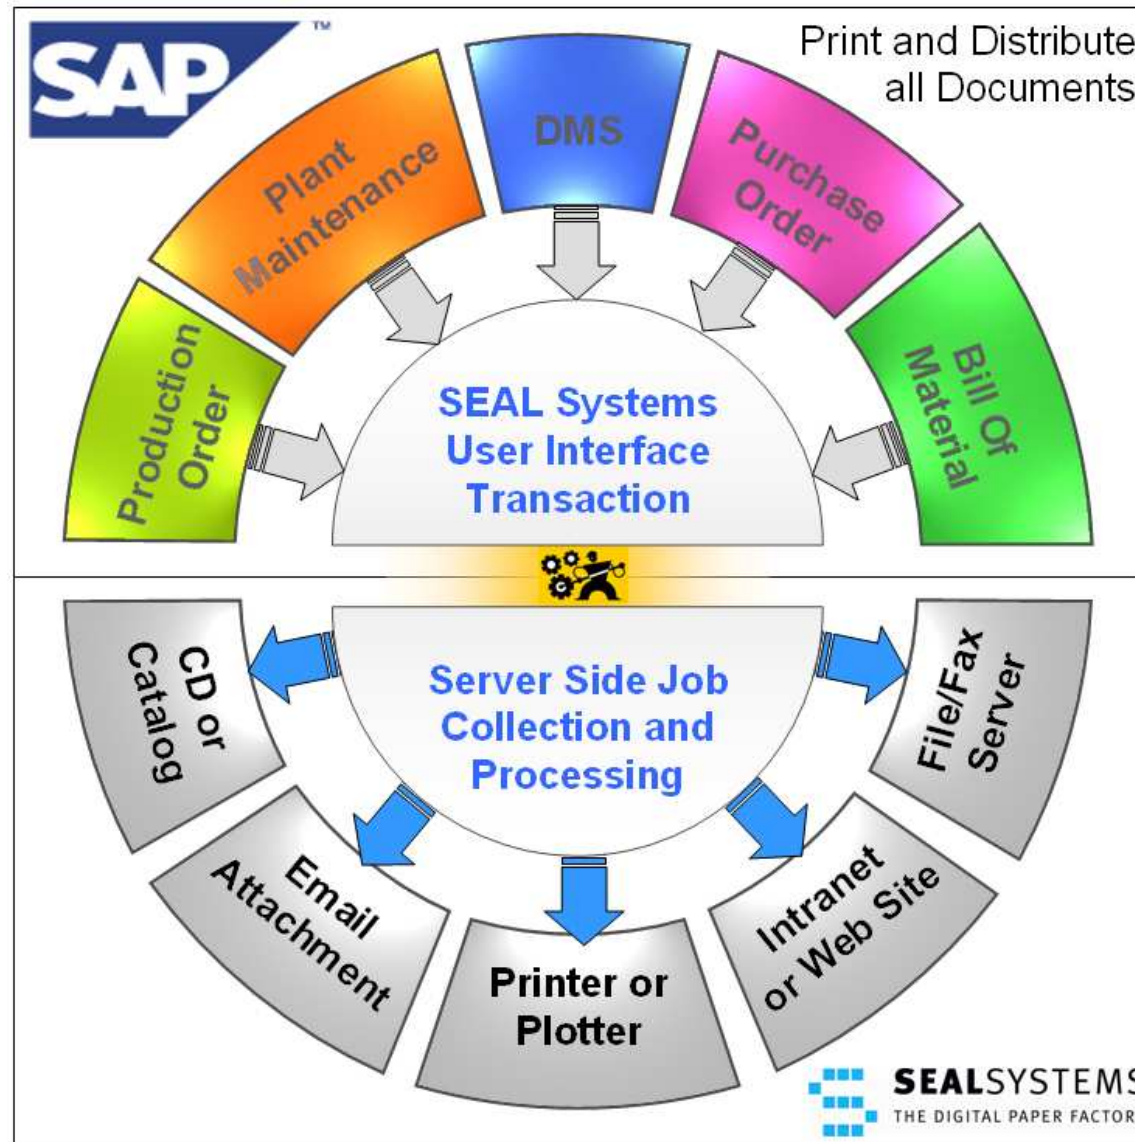 SAP
TM
Print and Distribute
all Documents
Production
Order
Plant
Maintenance
DMS
Purchase
Order
Bill Of
Material
SEAL Systems
User Interface
Transaction
Server Side Job
Collection and
Processing
CD or
Catalog
Email
Attachment
Printer or
Plotter
Intranet
or Web Site
File/Fax
Server
SEALSYSTEMS
THE DIGITAL PAPER FACTOR